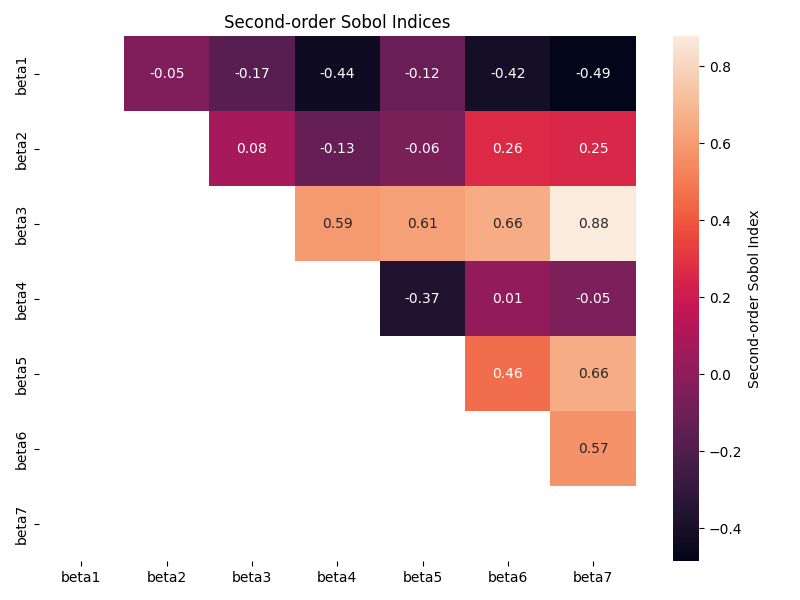 Second-order Sobol Indices
beta1 -0.05 -0.17 -0.44 -0.12 -0.42 -0.49
beta2 0.08 -0.13 -0.06 0.26 0.25
beta3 0.59 0.61 0.66 0.88
beta4 -0.37 0.01 -0.05
beta5 0.46 0.66
beta6 0.57
beta7
beta1 beta2 beta3 beta4 beta5 beta6 beta7
0.8
0.6
0.4
0.2
0.0
−0.2
−0.4
Second-order Sobol Index